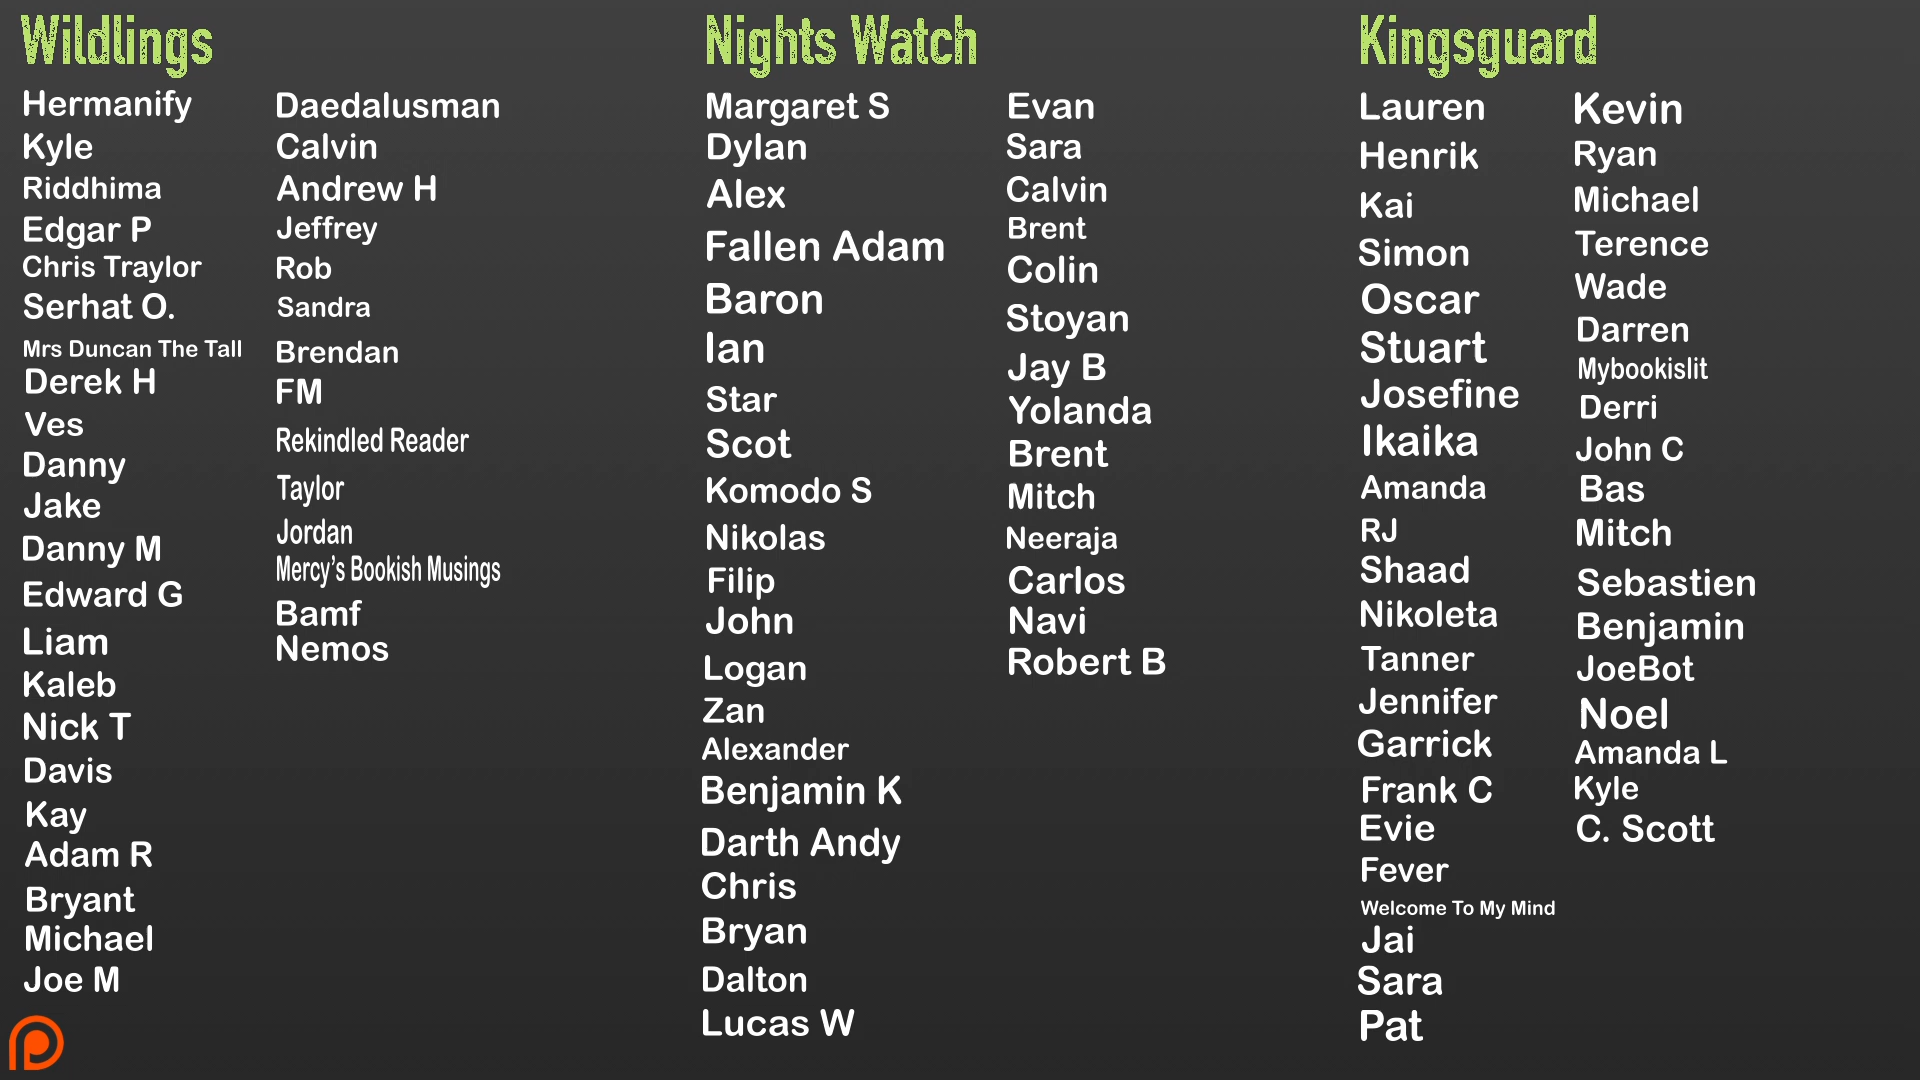 Wildlings
Hermanify
Kyle
Riddhima
Edgar P
Chris Traylor
Serhat O.
Mrs Duncan The Tall
Derek H
Ves
Danny
Jake
Danny M
Edward G
Liam
Kaleb
Nick T
Davis
Kay
Adam R
Bryant
Michael
Joe M
Daedalusman
Calvin
Andrew H
Jeffrey
Rob
Sandra
Brendan
FM
Rekindled Reader
Taylor
Jordan
Mercy's Bookish Musings
Bamf
Nemos
Nights Watch
Margaret S
Dylan
Alex
Fallen Adam
Baron
Ian
Star
Scot
Komodo S
Nikolas
Filip
John
Logan
Zan
Alexander
Benjamin K
Darth Andy
Chris
Bryan
Dalton
Lucas W
Evan
Sara
Calvin
Brent
Colin
Stoyan
Jay B
Yolanda
Brent
Mitch
Neeraja
Carlos
Navi
Robert B
Kingsguard
Lauren
Henrik
Kai
Simon
Oscar
Stuart
Josefine
Ikaika
Amanda
RJ
Shaad
Nikoleta
Tanner
Jennifer
Garrick
Frank C
Evie
Fever
Welcome To My Mind
Jai
Sara
Pat
Kevin
Ryan
Michael
Terence
Wade
Darren
Mybookislit
Derri
John C
Bas
Mitch
Sebastien
Benjamin
JoeBot
Noel
Amanda L
Kyle
C. Scott